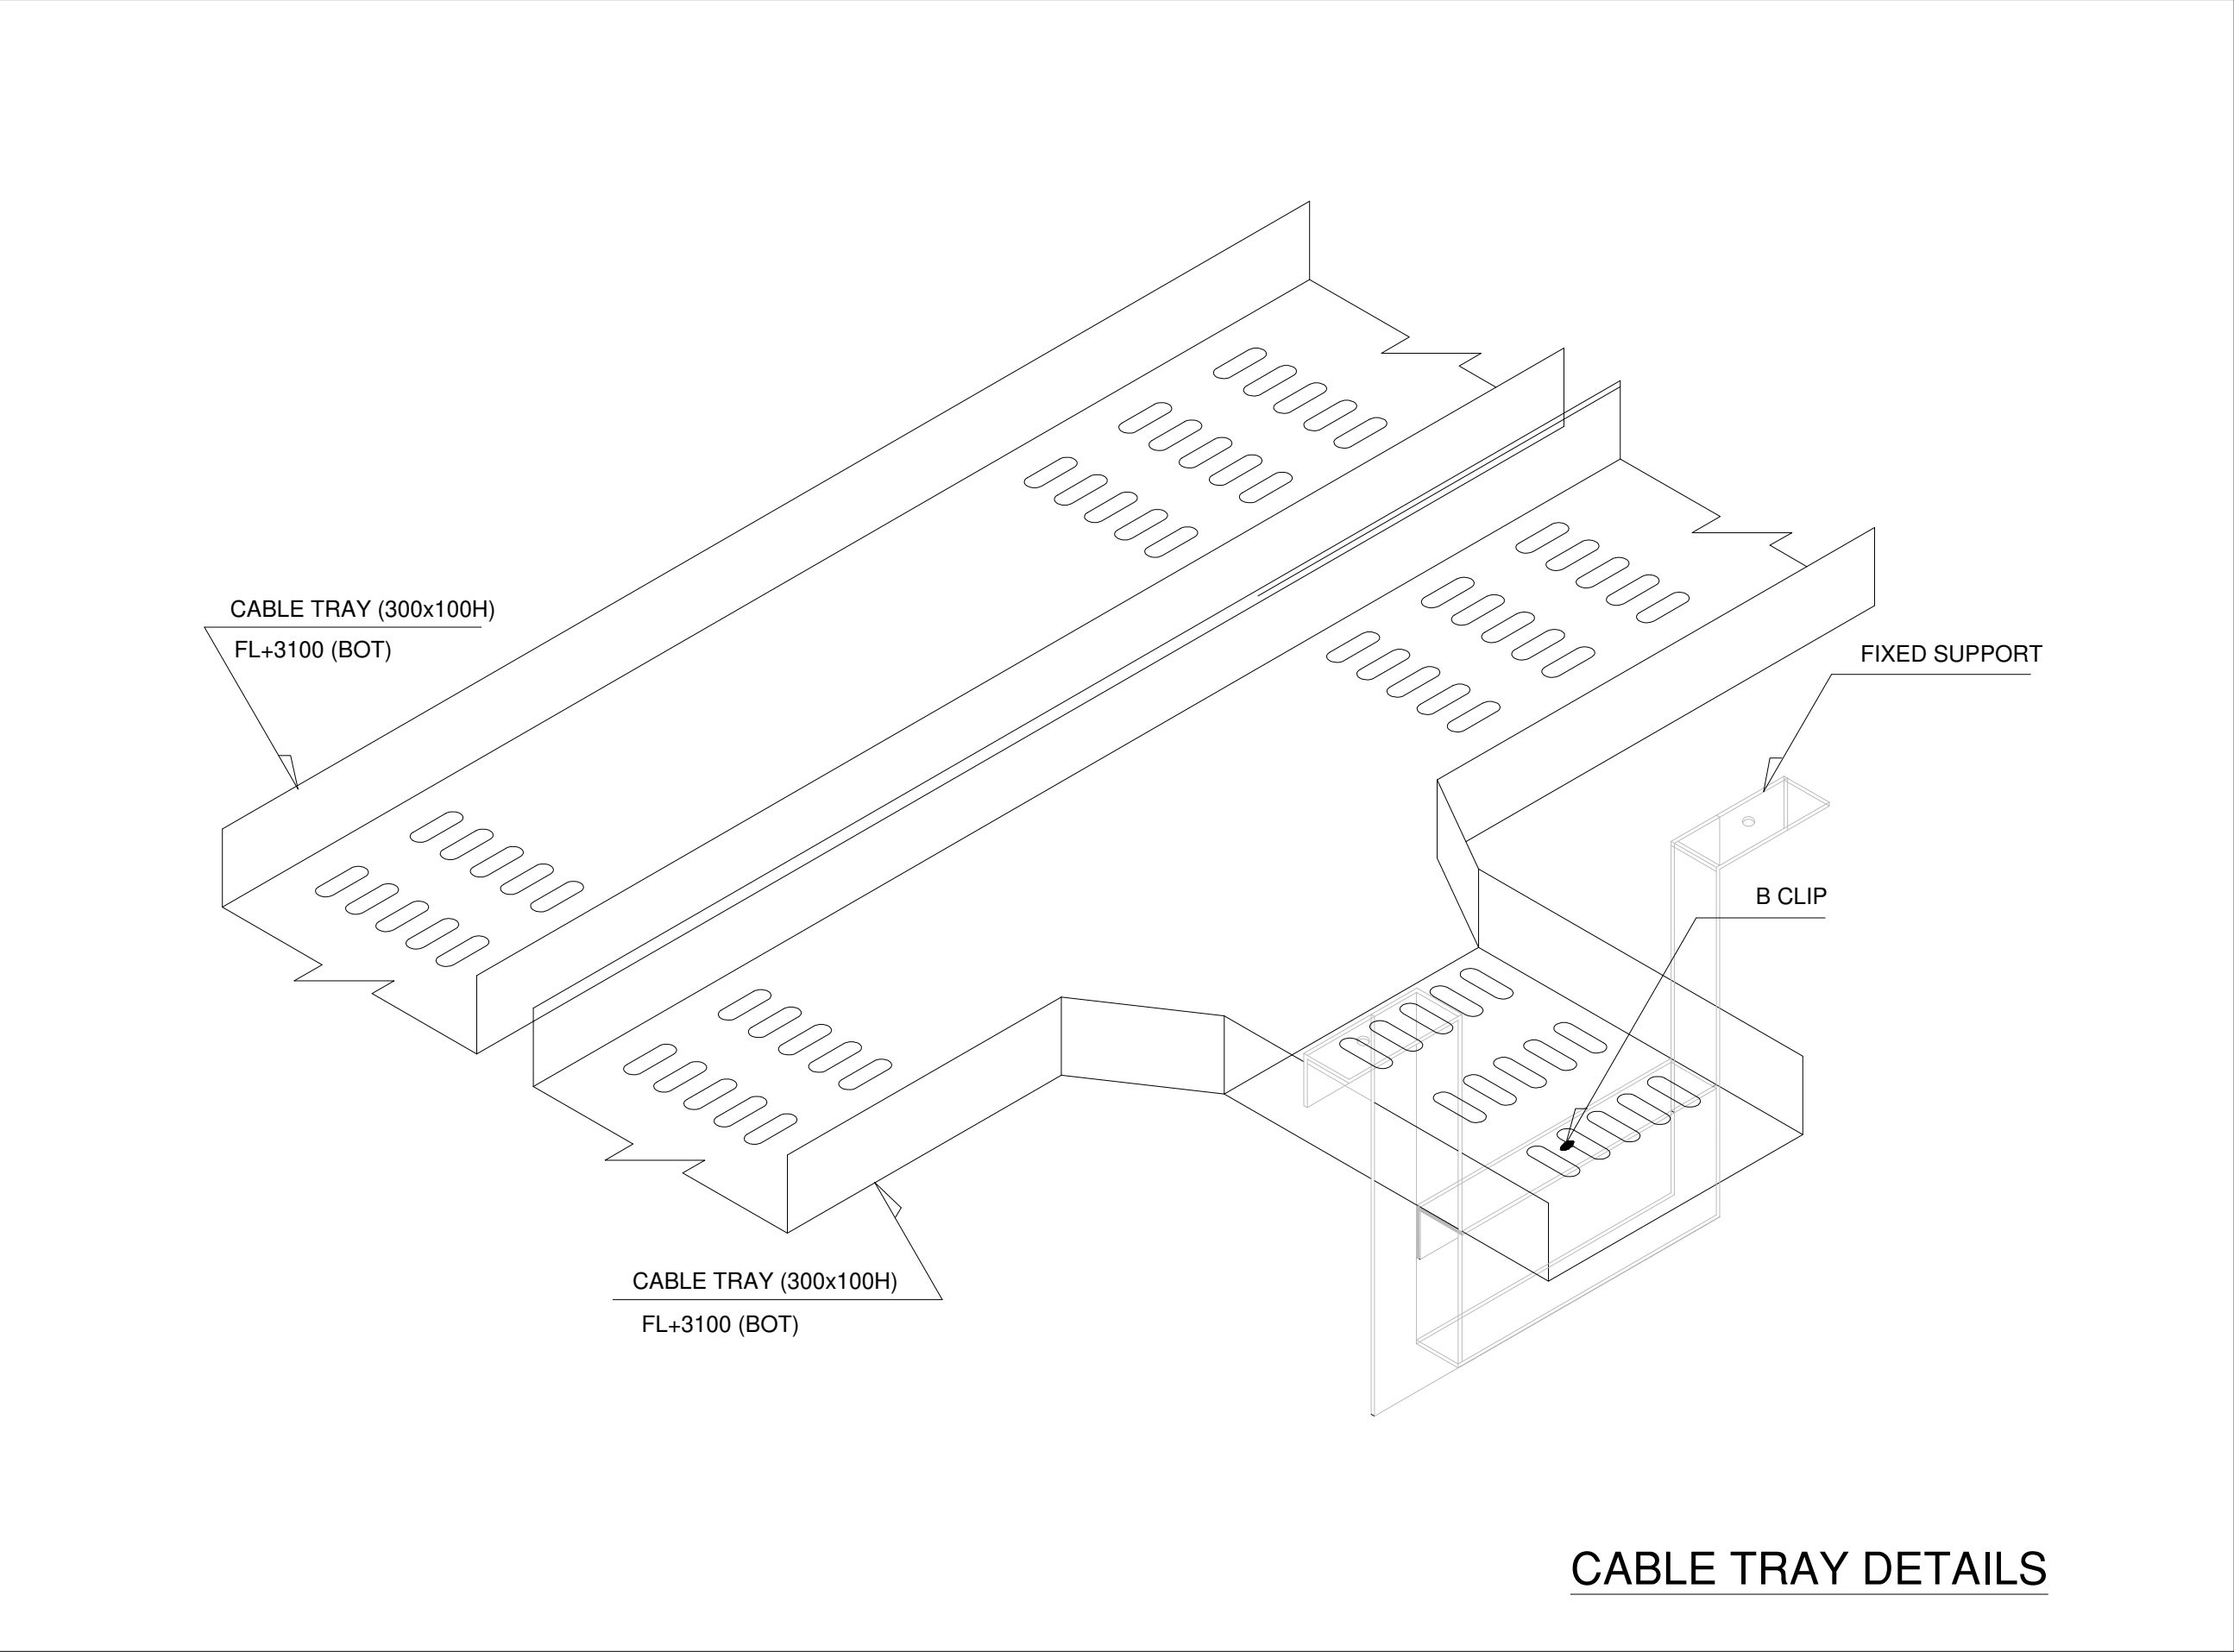 CABLE TRAY (300x100H)
FL+3100 (BOT)
FIXED SUPPORT
B CLIP
CABLE TRAY (300x100H)
FL+3100 (BOT)
CABLE TRAY DETAILS